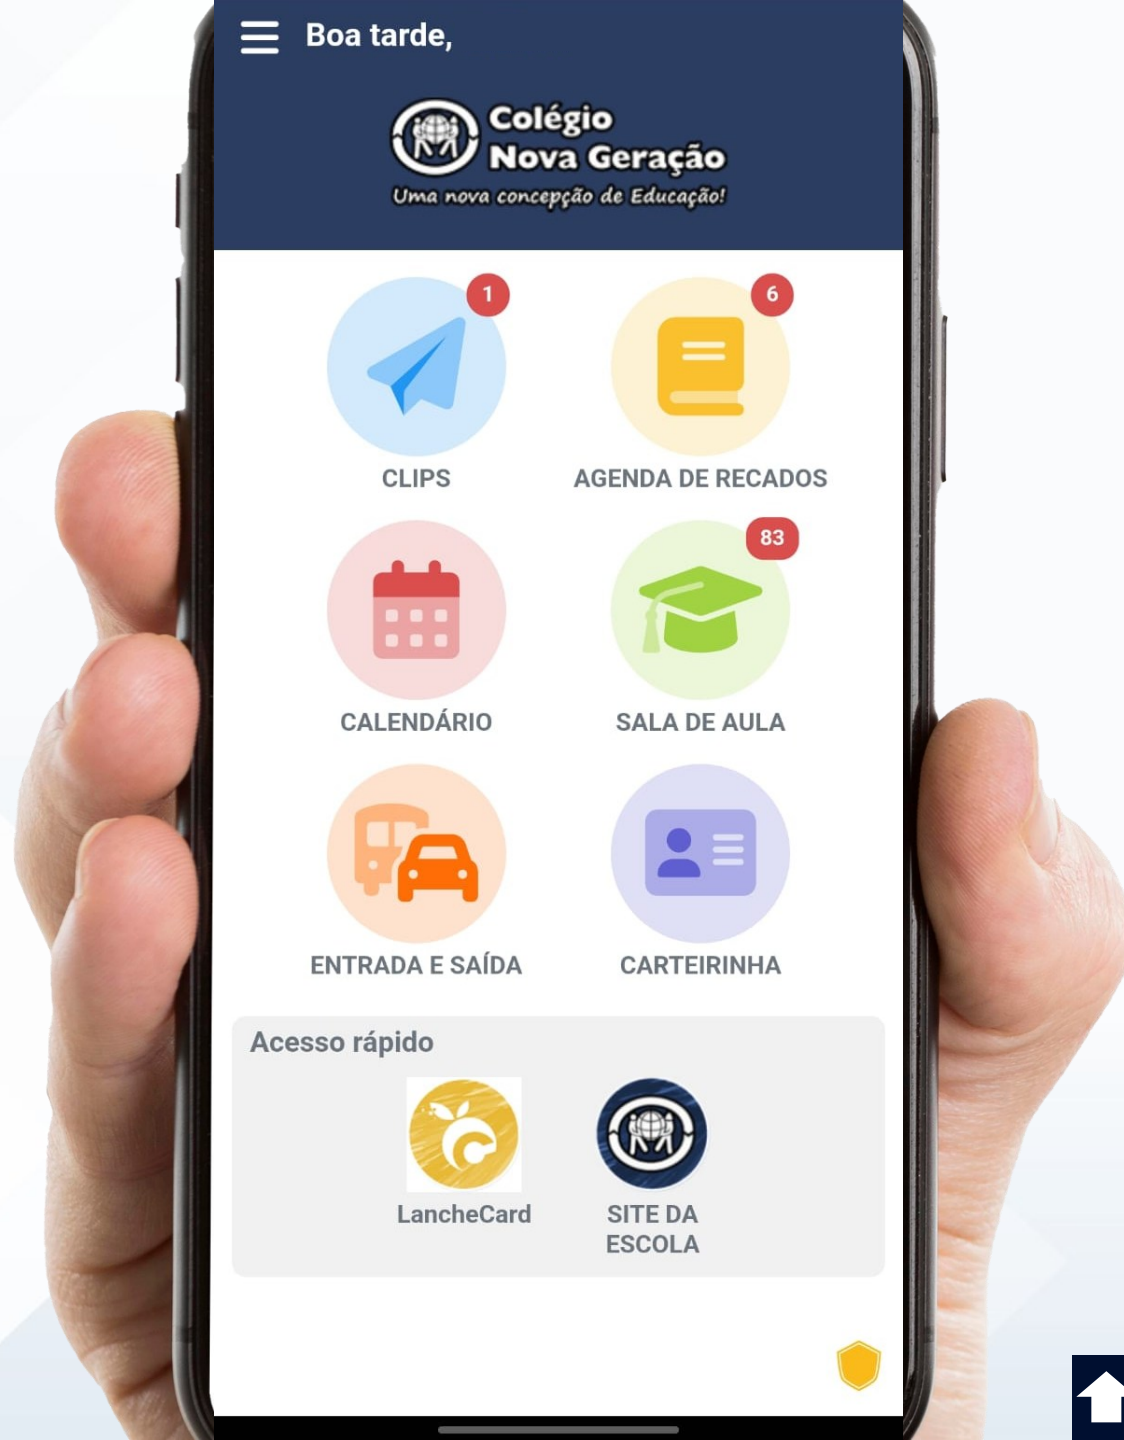 Boa tarde,
Colégio
Nova Geração
Uma nova concepção de Educação!
1
6
CLIPS
AGENDA DE RECADOS
83
CALENDÁRIO
SALA DE AULA
ENTRADA E SAÍDA
CARTEIRINHA
Acesso rápido
LancheCard
SITE DA
ESCOLA